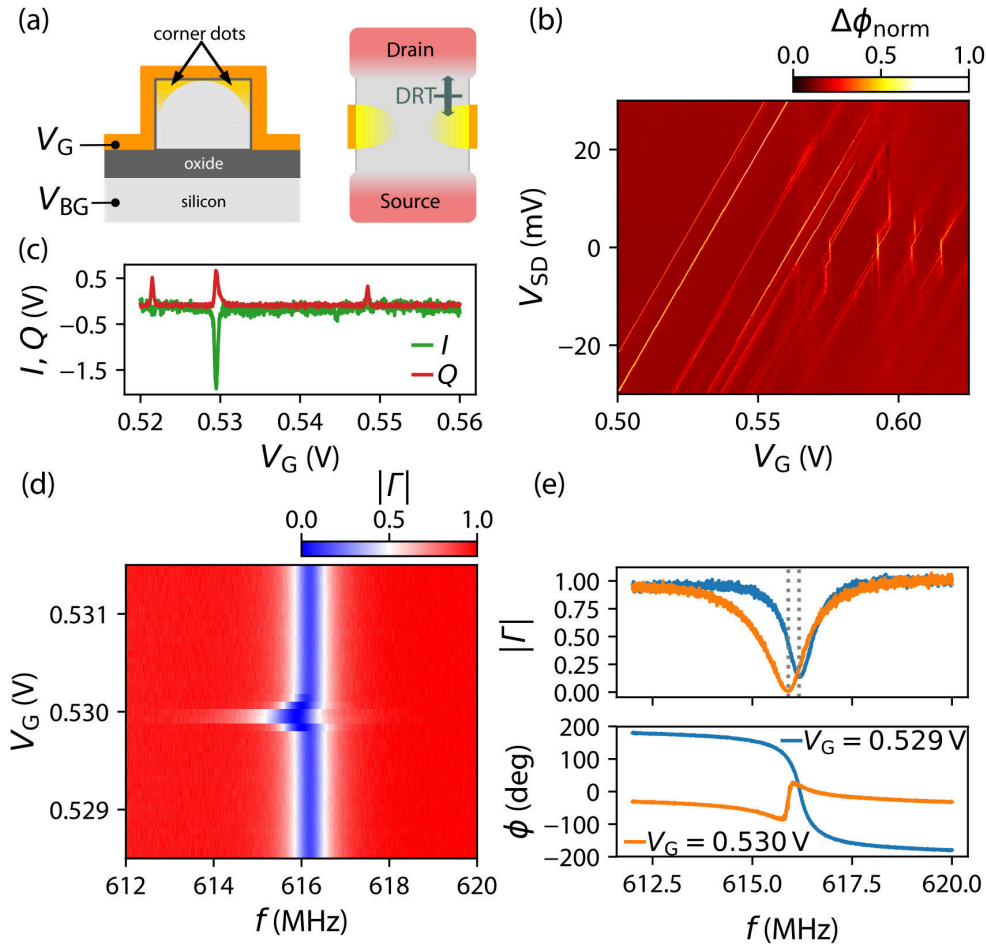 (a)
corner dots
V_G
V_BG
oxide
silicon
Drain
DRT
Source
(b)
Δϕ_norm
0.0 0.5 1.0
20
0
−20
V_SD (mV)
0.50 0.55 0.60
V_G (V)
(c)
0.5
−0.5
−1.5
I, Q (V)
I
Q
0.52 0.53 0.54 0.55 0.56
V_G (V)
(d)
|Γ|
0.0 0.5 1.0
0.531
0.530
0.529
V_G (V)
612 614 616 618 620
f (MHz)
(e)
1.00
0.75
0.50
0.25
0.00
|Γ|
200
100
0
−100
−200
ϕ (deg)
V_G = 0.529 V
V_G = 0.530 V
612.5 615.0 617.5 620.0
f (MHz)